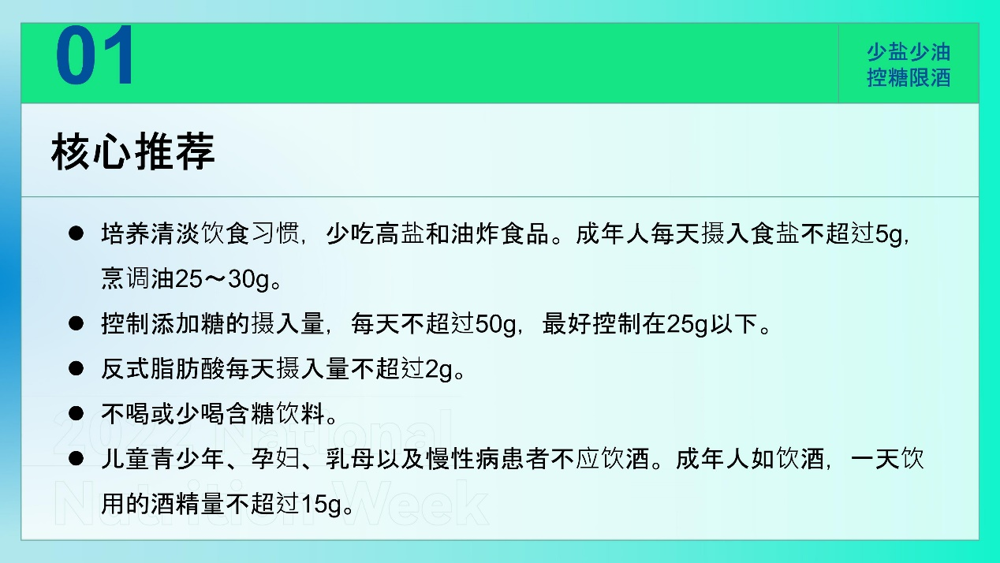 01
少盐少油
控糖限酒
核心推荐
● 培养清淡饮食习惯，少吃高盐和油炸食品。成年人每天摄入食盐不超过5g，
烹调油25～30g。
● 控制添加糖的摄入量，每天不超过50g，最好控制在25g以下。
● 反式脂肪酸每天摄入量不超过2g。
● 不喝或少喝含糖饮料。
● 儿童青少年、孕妇、乳母以及慢性病患者不应饮酒。成年人如饮酒，一天饮
用的酒精量不超过15g。
2022 National
Nutrition Week